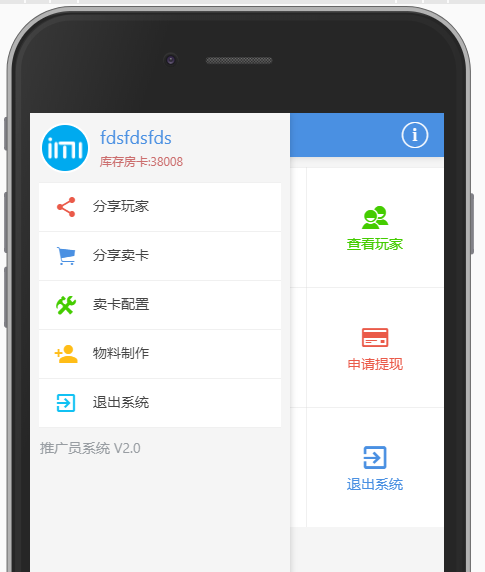 imi
fdsfdsfds
库存房卡:38008
分享玩家
分享卖卡
卖卡配置
物料制作
退出系统
推广员系统 V2.0
i
查看玩家
申请提现
退出系统